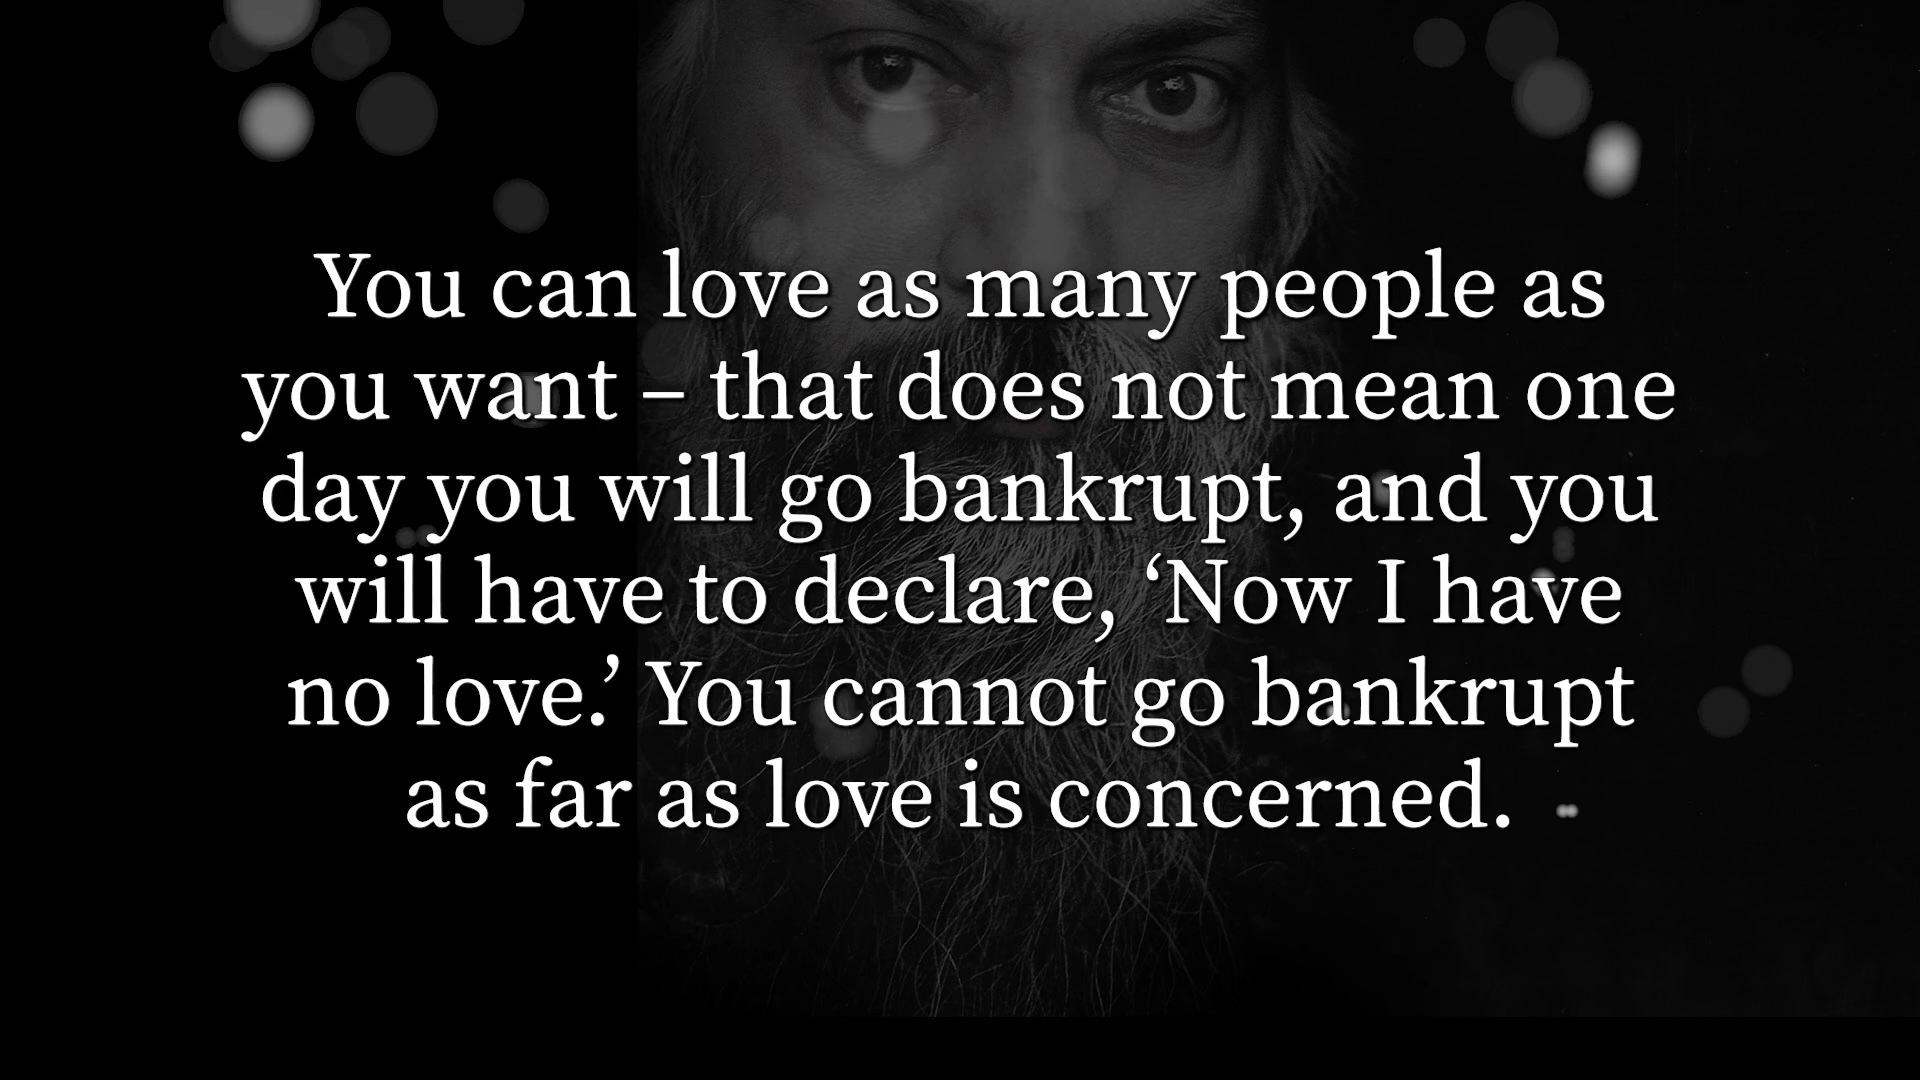 You can love as many people as
you want – that does not mean one
day you will go bankrupt, and you
will have to declare, ‘Now I have
no love.’ You cannot go bankrupt
as far as love is concerned.